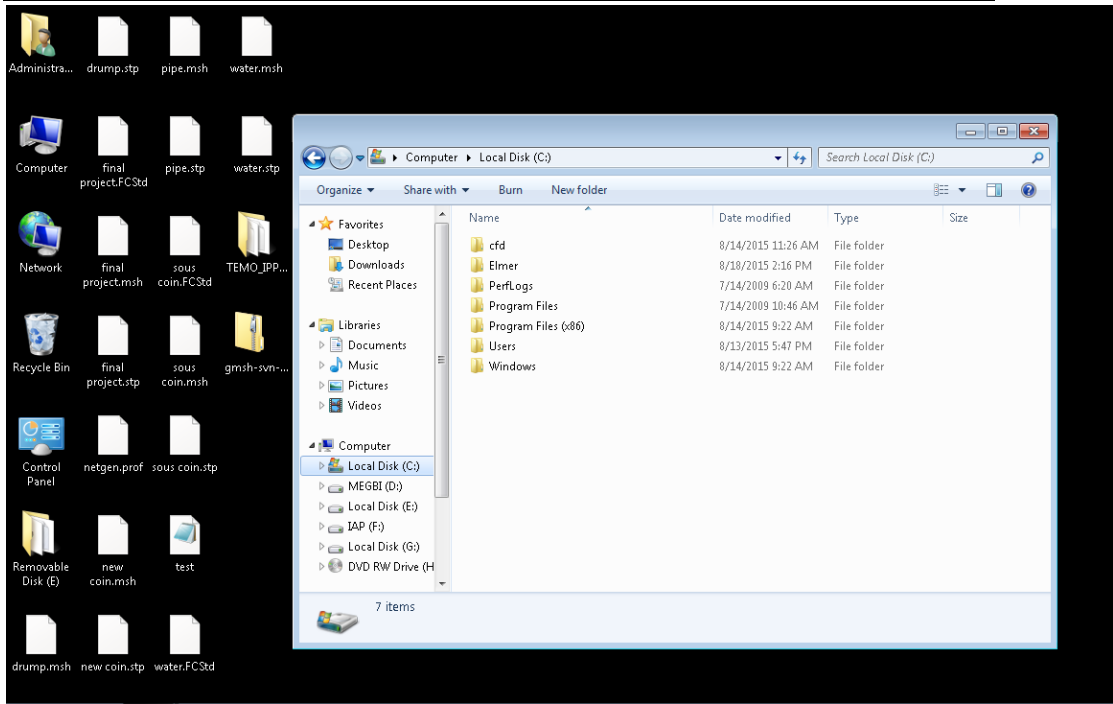 Administra... drump.stp pipe.msh water.msh
Computer final project.FCStd pipe.stp water.stp
Network final project.msh sous coin.FCStd TEMO_IPP...
Recycle Bin final project.stp sous coin.msh gmsh-svn-...
Control Panel netgen.prof sous coin.stp
Removable Disk (E) new coin.msh test
drump.msh new coin.stp water.FCStd
Computer Local Disk (C:) Search Local Disk (C:)
Organize Share with Burn New folder
Favorites
Desktop
Downloads
Recent Places
Libraries
Documents
Music
Pictures
Videos
Computer
Local Disk (C:)
MEGBI (D:)
Local Disk (E:)
IAP (F:)
Local Disk (G:)
DVD RW Drive (H
Name Date modified Type Size
cfd 8/14/2015 11:26 AM File folder
Elmer 8/18/2015 2:16 PM File folder
PerfLogs 7/14/2009 6:20 AM File folder
Program Files 7/14/2009 10:46 AM File folder
Program Files (x86) 8/14/2015 9:22 AM File folder
Users 8/13/2015 5:47 PM File folder
Windows 8/14/2015 9:22 AM File folder
7 items